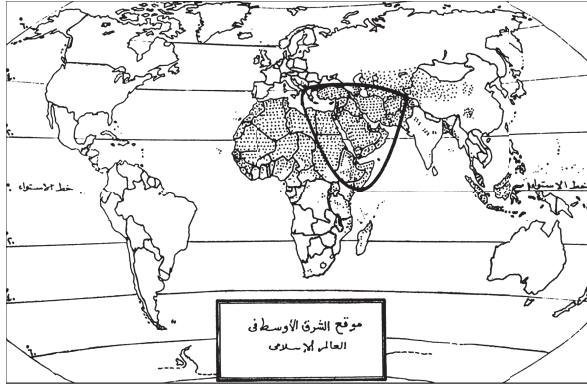 خط الاستواء
خط الاستواء
موقع الشرق الأوسط فى
العالم الإسلامى